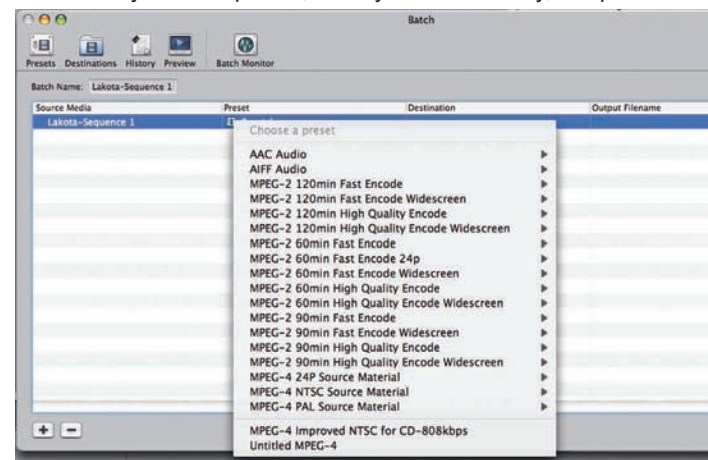 Batch
Presets Destinations History Preview Batch Monitor
Batch Name: Lakota-Sequence 1
Source Media Preset Destination Output Filename
Lakota-Sequence 1
Choose a preset
AAC Audio
AIFF Audio
MPEG-2 120min Fast Encode
MPEG-2 120min Fast Encode Widescreen
MPEG-2 120min High Quality Encode
MPEG-2 120min High Quality Encode Widescreen
MPEG-2 60min Fast Encode
MPEG-2 60min Fast Encode 24p
MPEG-2 60min Fast Encode Widescreen
MPEG-2 60min High Quality Encode
MPEG-2 60min High Quality Encode Widescreen
MPEG-2 90min Fast Encode
MPEG-2 90min Fast Encode Widescreen
MPEG-2 90min High Quality Encode
MPEG-2 90min High Quality Encode Widescreen
MPEG-4 24P Source Material
MPEG-4 NTSC Source Material
MPEG-4 PAL Source Material
MPEG-4 Improved NTSC for CD-808kbps
Untitled MPEG-4